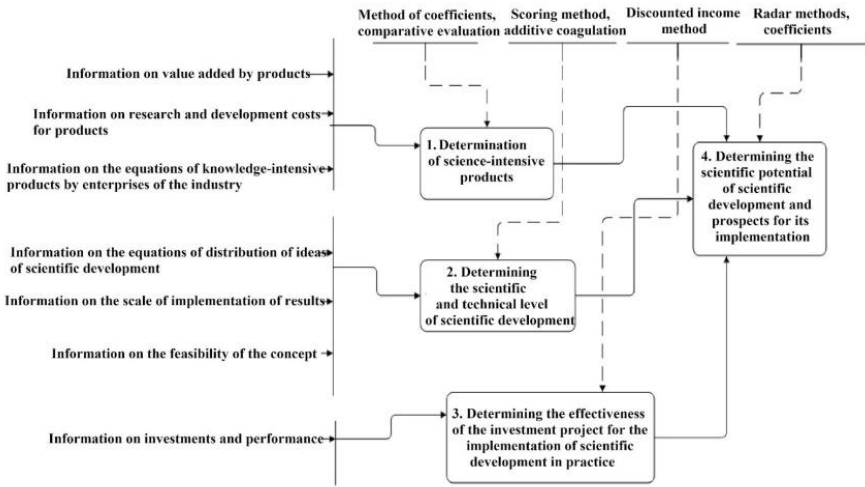 Method of coefficients,
comparative evaluation
Scoring method,
additive coagulation
Discounted income
method
Radar methods,
coefficients
Information on value added by products
Information on research and development costs
for products
Information on the equations of knowledge-intensive
products by enterprises of the industry
1. Determination
of science-intensive
products
4. Determining the
scientific potential
of scientific
development and
prospects for its
implementation
Information on the equations of distribution of ideas
of scientific development
Information on the scale of implementation of results
Information on the feasibility of the concept
2. Determining
the scientific
and technical level
of scientific development
Information on investments and performance
3. Determining the effectiveness
of the investment project for the
implementation of scientific
development in practice